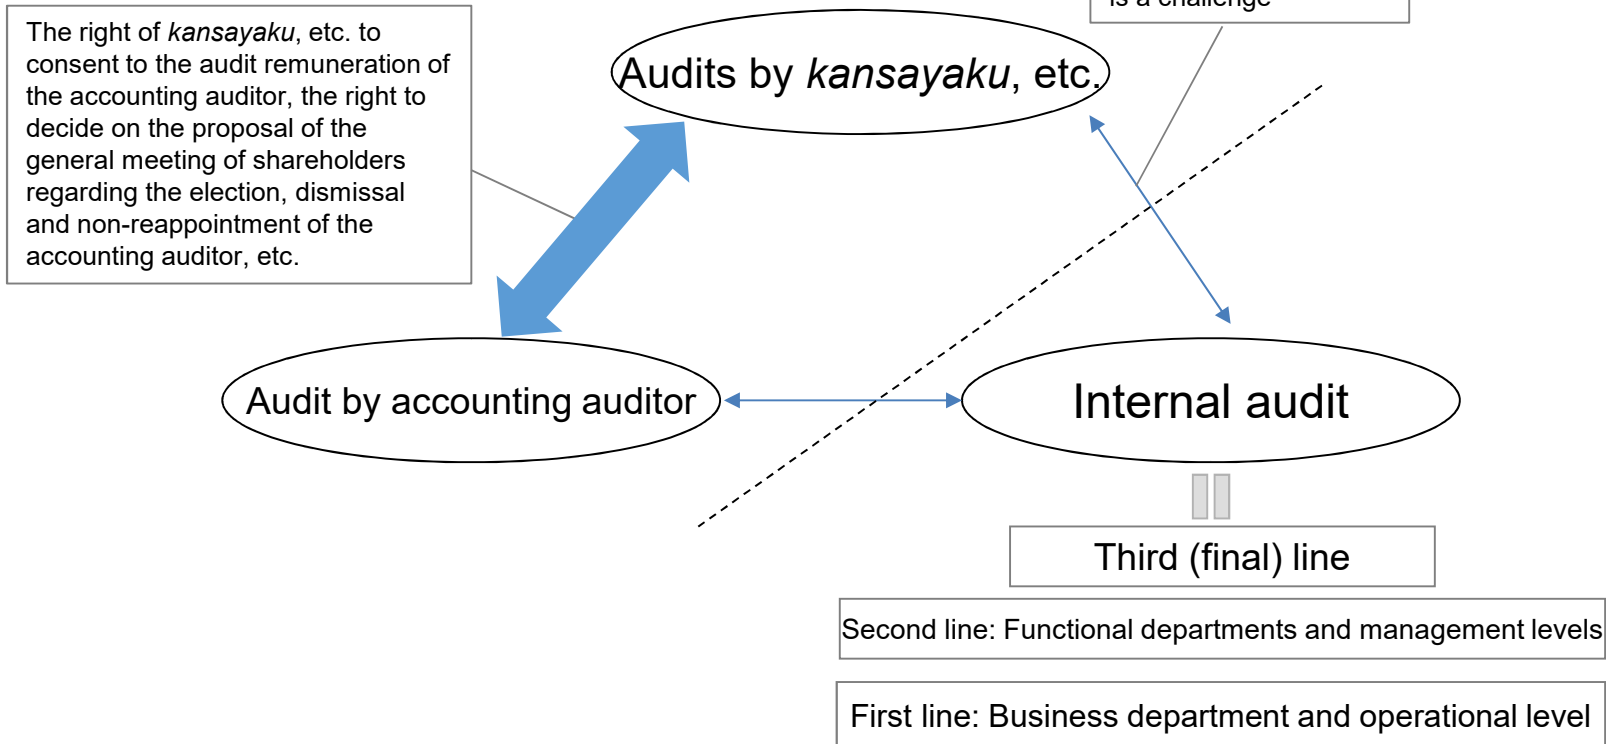 is a challenge
The right of kansayaku, etc. to
consent to the audit remuneration of
the accounting auditor, the right to
decide on the proposal of the
general meeting of shareholders
regarding the election, dismissal
and non-reappointment of the
accounting auditor, etc.
Audits by kansayaku, etc.
Audit by accounting auditor
Internal audit
Third (final) line
Second line: Functional departments and management levels
First line: Business department and operational level